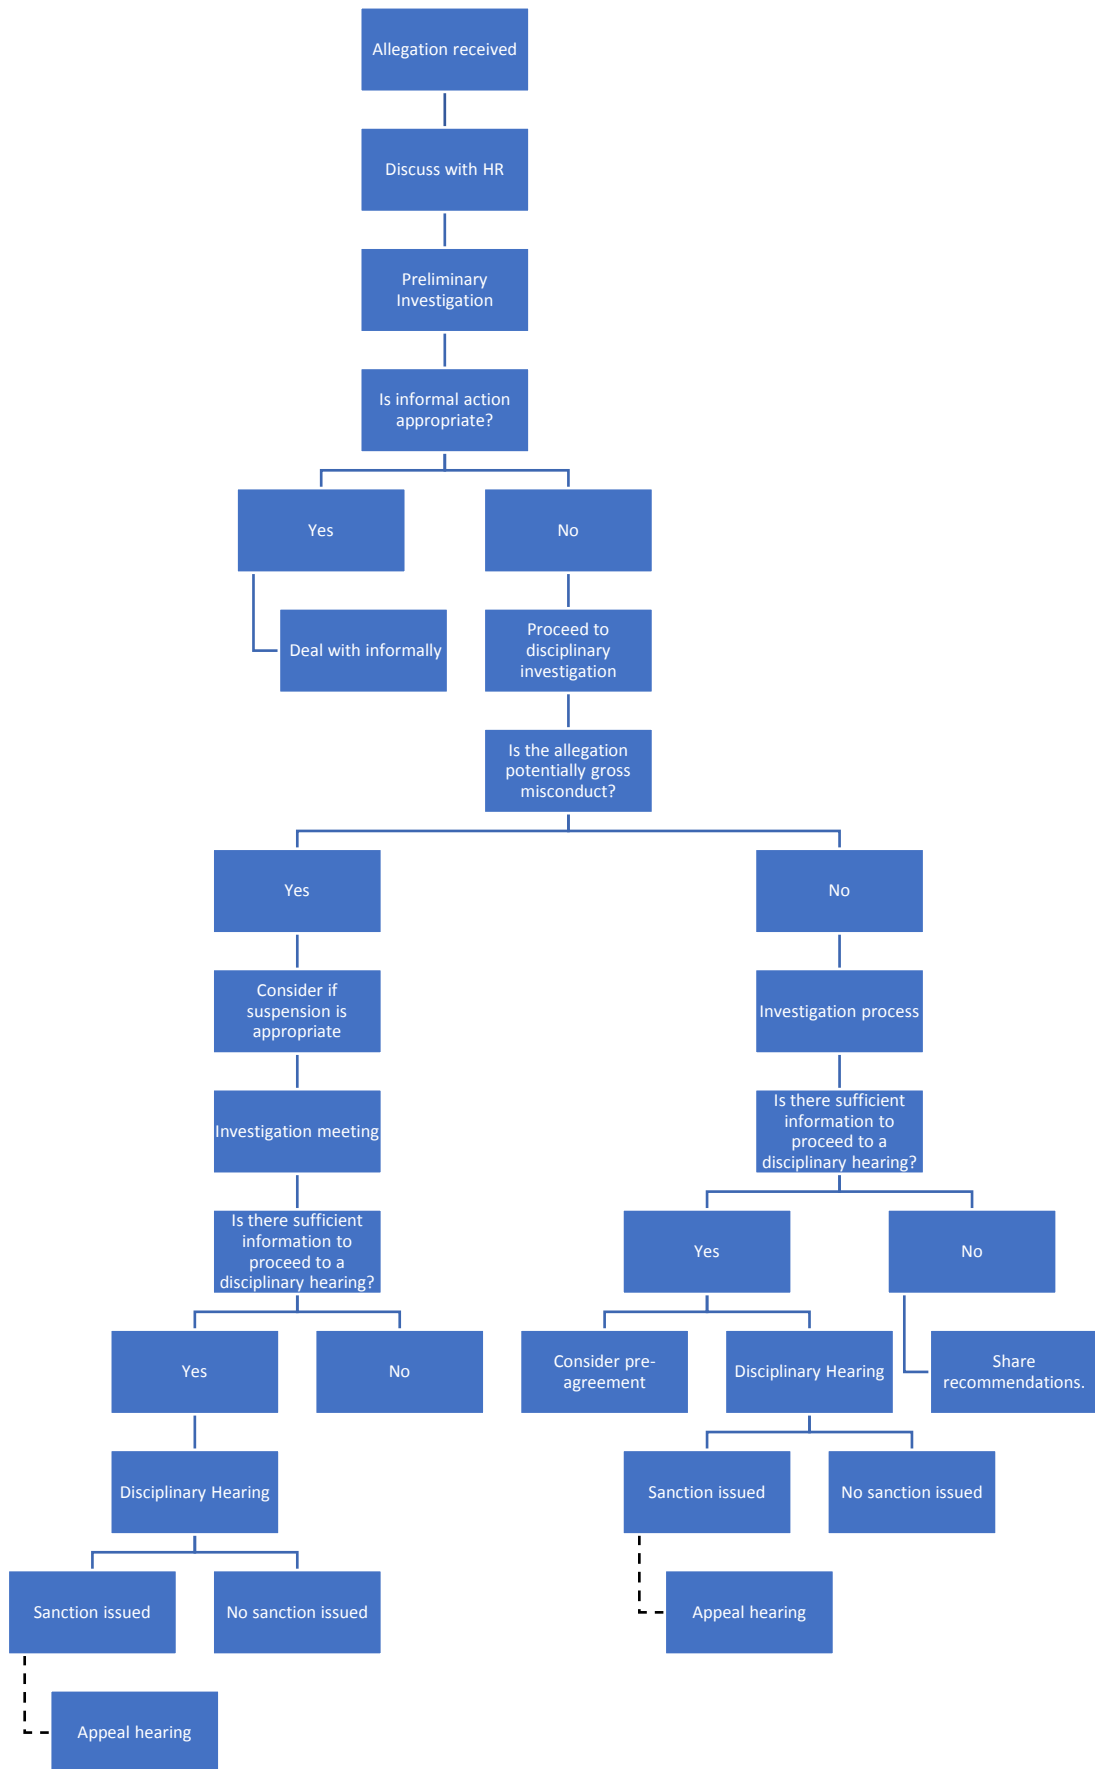 Allegation received
Discuss with HR
Preliminary
Investigation
Is informal action
appropriate?
Yes
No
Deal with informally
Proceed to
disciplinary
investigation
Is the allegation
potentially gross
misconduct?
Yes
No
Consider if
suspension is
appropriate
Investigation process
Investigation meeting
Is there sufficient
information to
proceed to a
disciplinary hearing?
Is there sufficient
information to
proceed to a
disciplinary hearing?
Yes
No
Yes
No
Consider pre-
agreement
Disciplinary Hearing
Share
recommendations.
Disciplinary Hearing
Sanction issued
No sanction issued
Sanction issued
No sanction issued
Appeal hearing
Appeal hearing